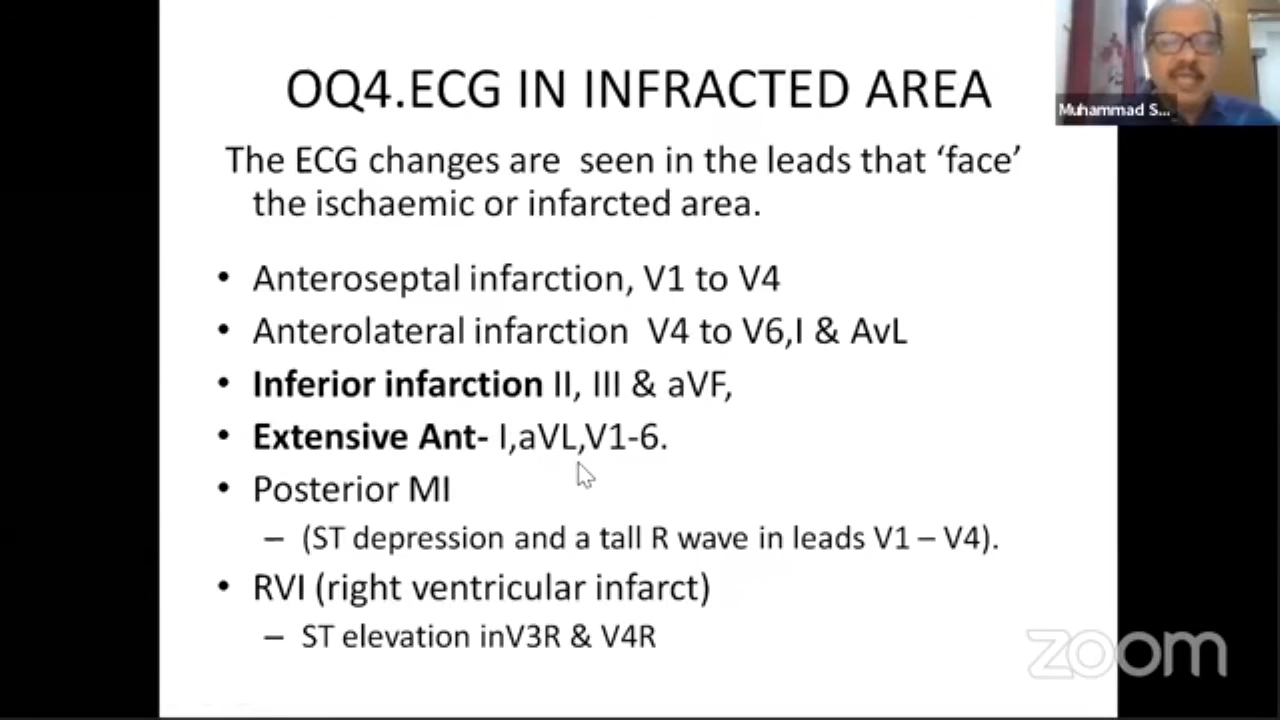 OQ4.ECG IN INFRACTED AREA
Muhammad S...
The ECG changes are seen in the leads that ‘face’
the ischaemic or infarcted area.
• Anteroseptal infarction, V1 to V4
• Anterolateral infarction V4 to V6,I & AvL
• Inferior infarction II, III & aVF,
• Extensive Ant- I,aVL,V1-6.
• Posterior MI
– (ST depression and a tall R wave in leads V1 – V4).
• RVI (right ventricular infarct)
– ST elevation inV3R & V4R
zoom